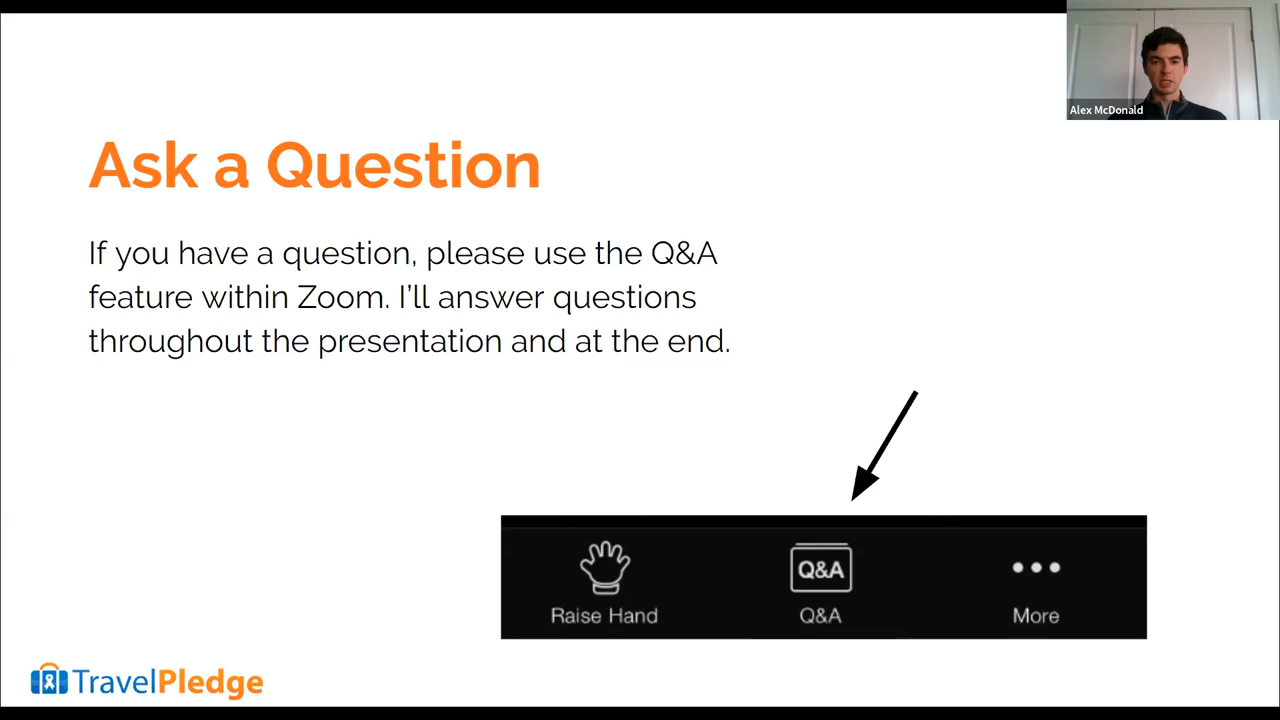 Alex McDonald
Ask a Question
If you have a question, please use the Q&A
feature within Zoom. I’ll answer questions
throughout the presentation and at the end.
Q&A
Raise Hand
Q&A
More
TravelPledge